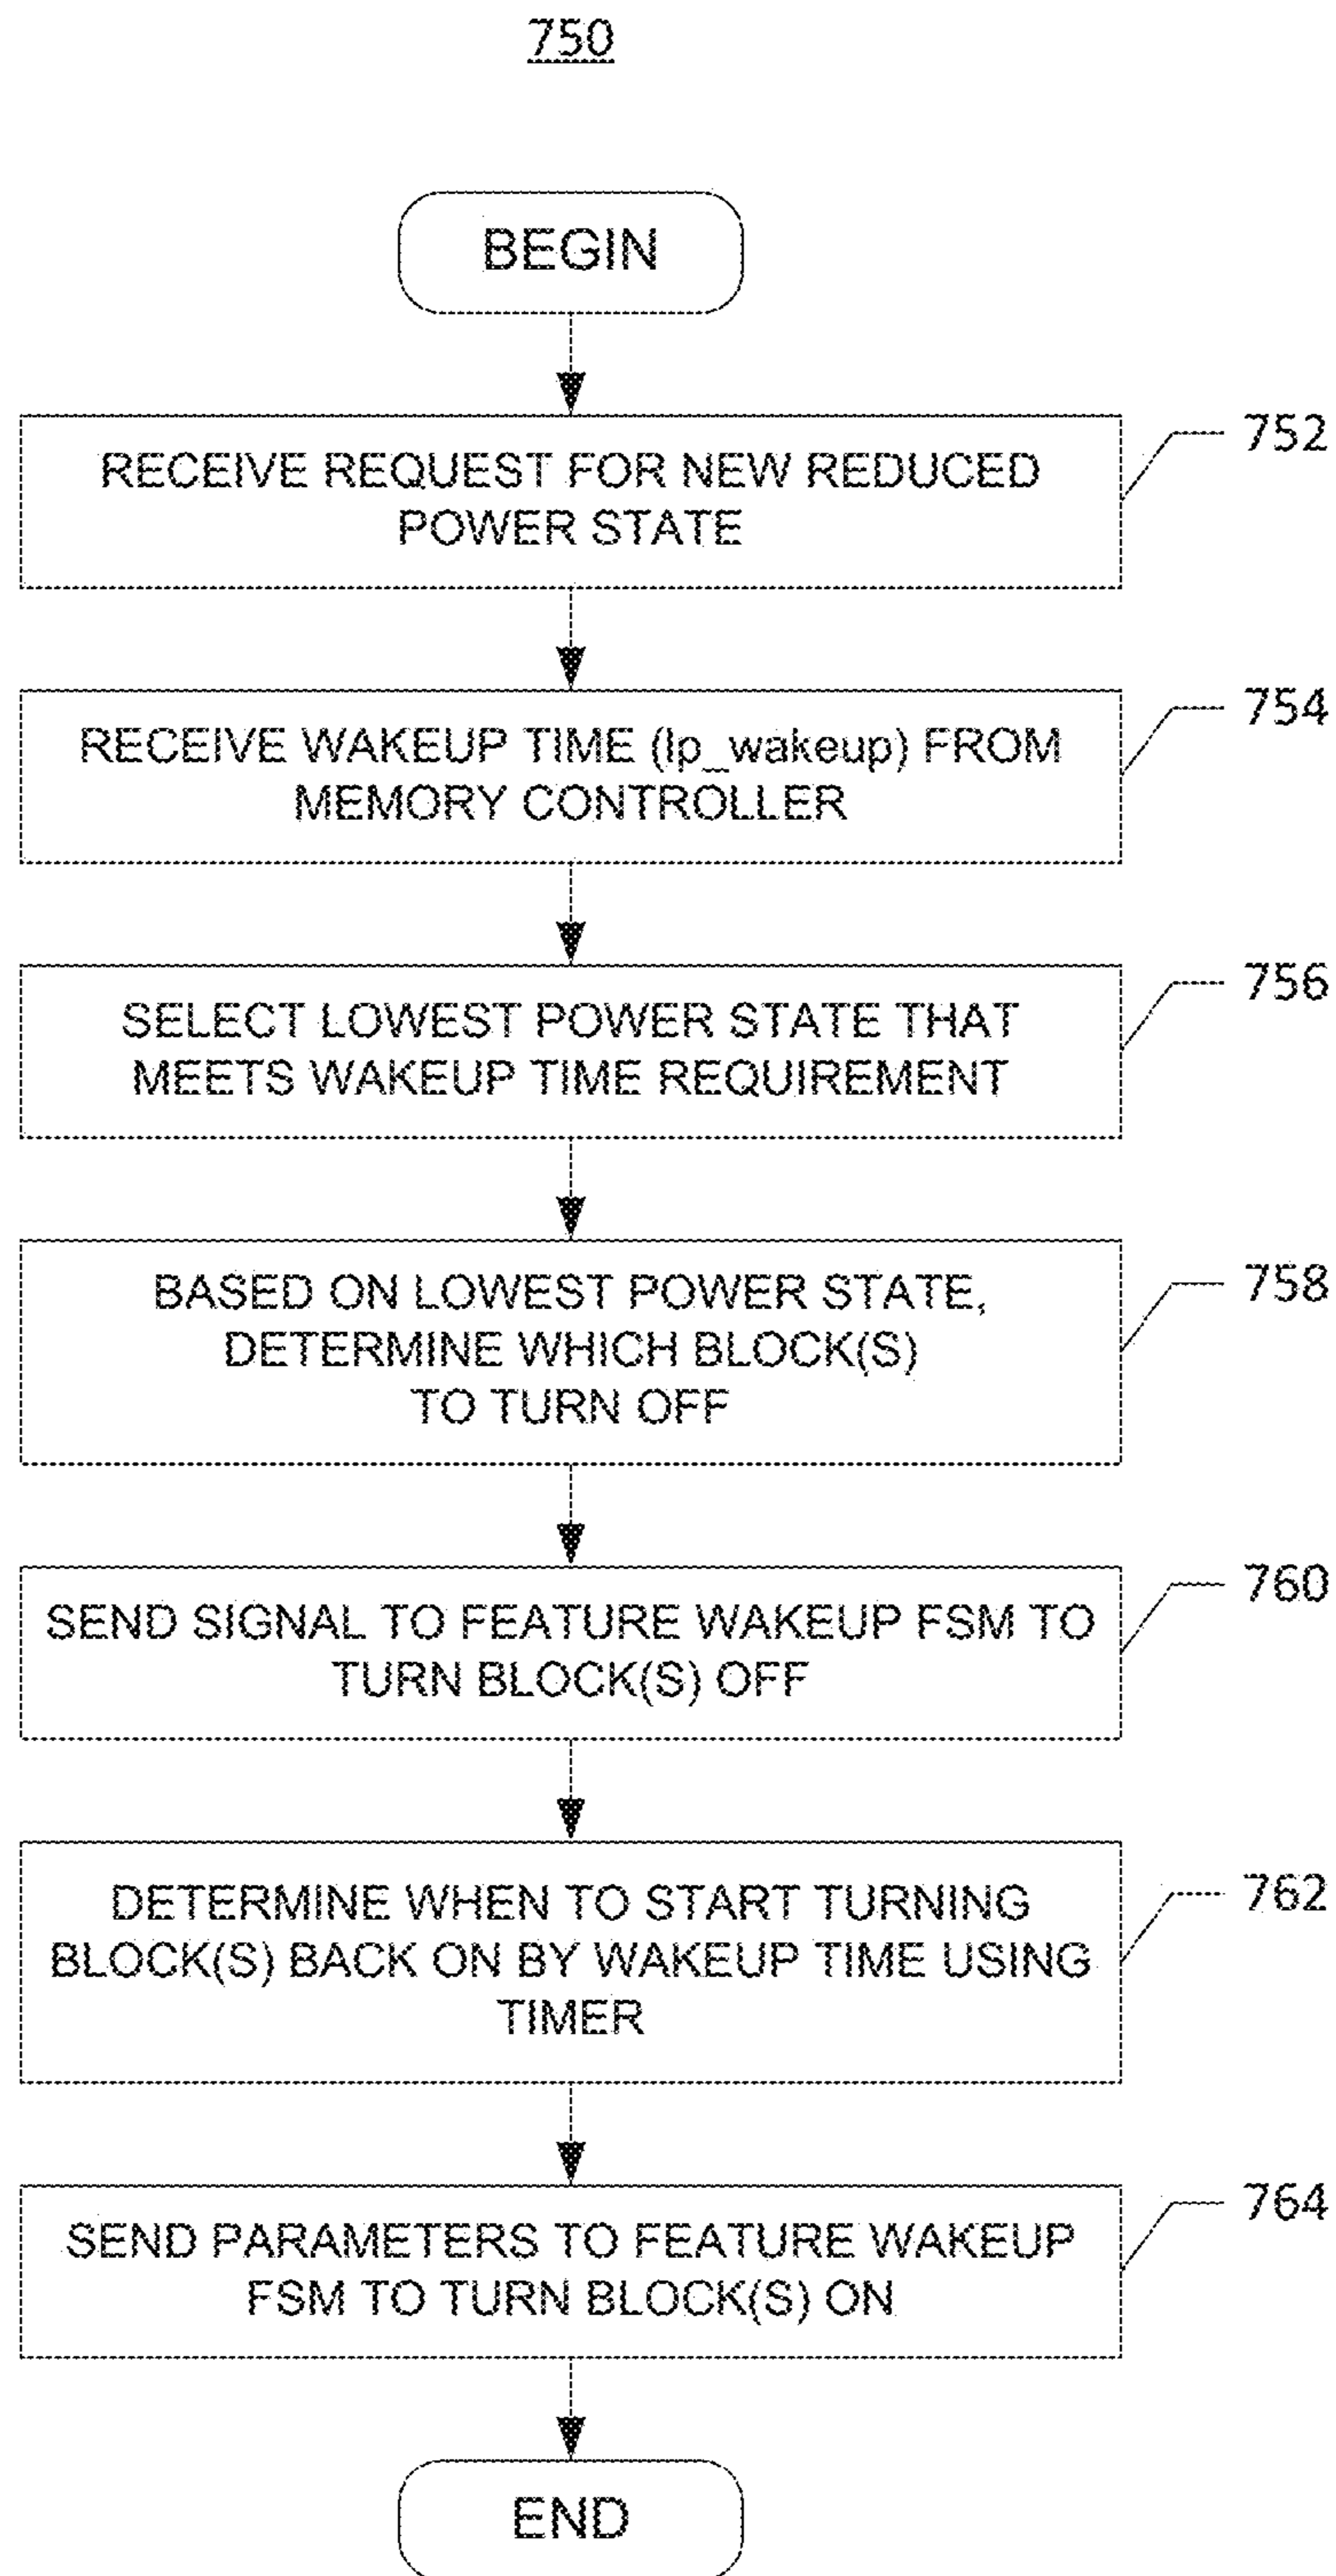 750
BEGIN
RECEIVE REQUEST FOR NEW REDUCED
POWER STATE
752
RECEIVE WAKEUP TIME (lp_wakeup) FROM
MEMORY CONTROLLER
754
SELECT LOWEST POWER STATE THAT
MEETS WAKEUP TIME REQUIREMENT
756
BASED ON LOWEST POWER STATE,
DETERMINE WHICH BLOCK(S)
TO TURN OFF
758
SEND SIGNAL TO FEATURE WAKEUP FSM TO
TURN BLOCK(S) OFF
760
DETERMINE WHEN TO START TURNING
BLOCK(S) BACK ON BY WAKEUP TIME USING
TIMER
762
SEND PARAMETERS TO FEATURE WAKEUP
FSM TO TURN BLOCK(S) ON
764
END